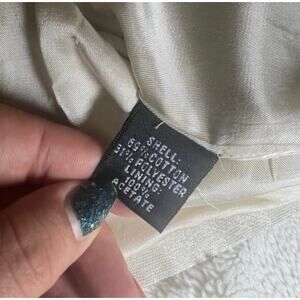 SHELL:
69% COTTON
31% POLYESTER
LINING:
100%
ACETATE